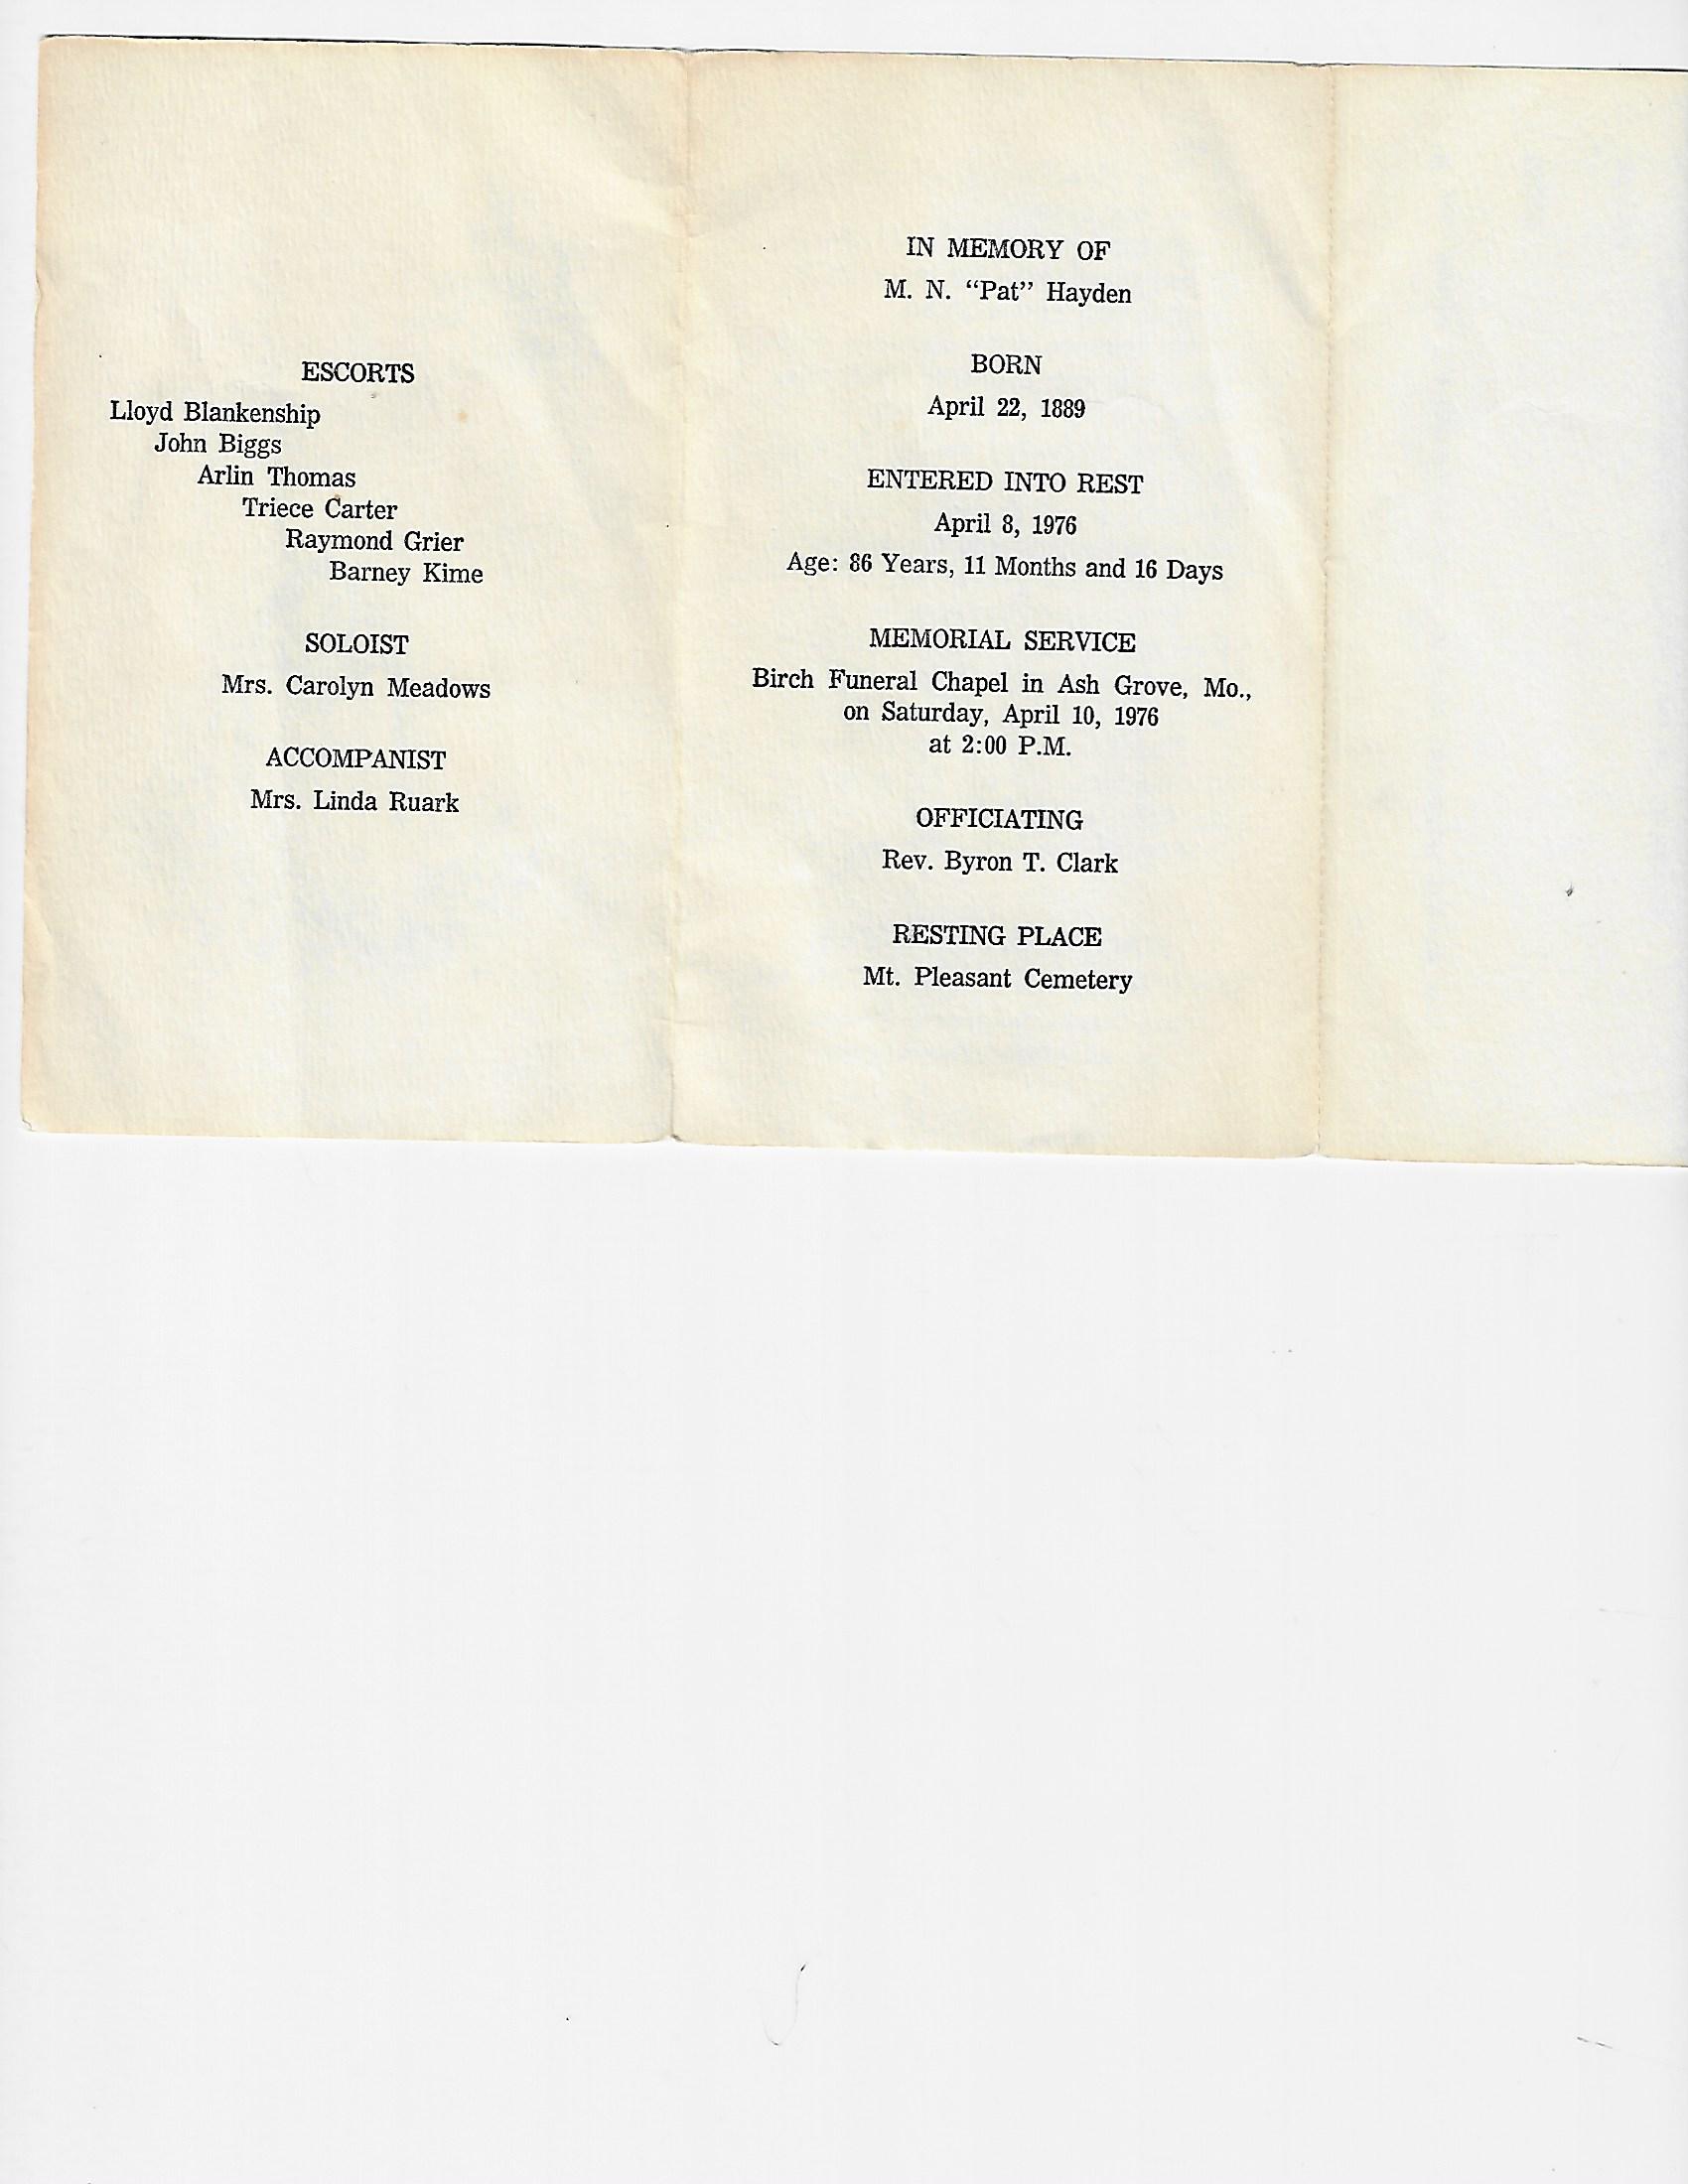 ESCORTS
Lloyd Blankenship
John Biggs
Arlin Thomas
Triece Carter
Raymond Grier
Barney Kime
SOLOIST
Mrs. Carolyn Meadows
ACCOMPANIST
Mrs. Linda Ruark
IN MEMORY OF
M. N. “Pat” Hayden
BORN
April 22, 1889
ENTERED INTO REST
April 8, 1976
Age: 86 Years, 11 Months and 16 Days
MEMORIAL SERVICE
Birch Funeral Chapel in Ash Grove, Mo.,
on Saturday, April 10, 1976
at 2:00 P.M.
OFFICIATING
Rev. Byron T. Clark
RESTING PLACE
Mt. Pleasant Cemetery